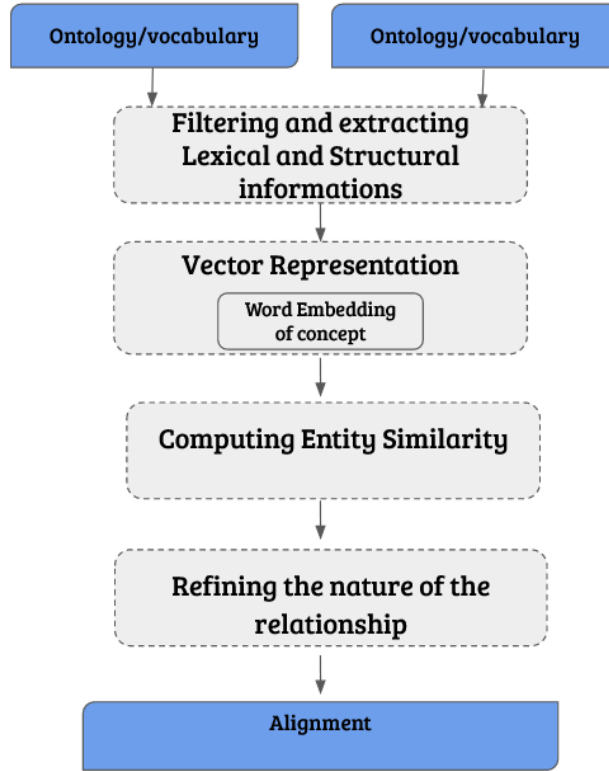 Ontology/vocabulary
Ontology/vocabulary
Filtering and extracting
Lexical and Structural
informations
Vector Representation
Word Embedding
of concept
Computing Entity Similarity
Refining the nature of the
relationship
Alignment